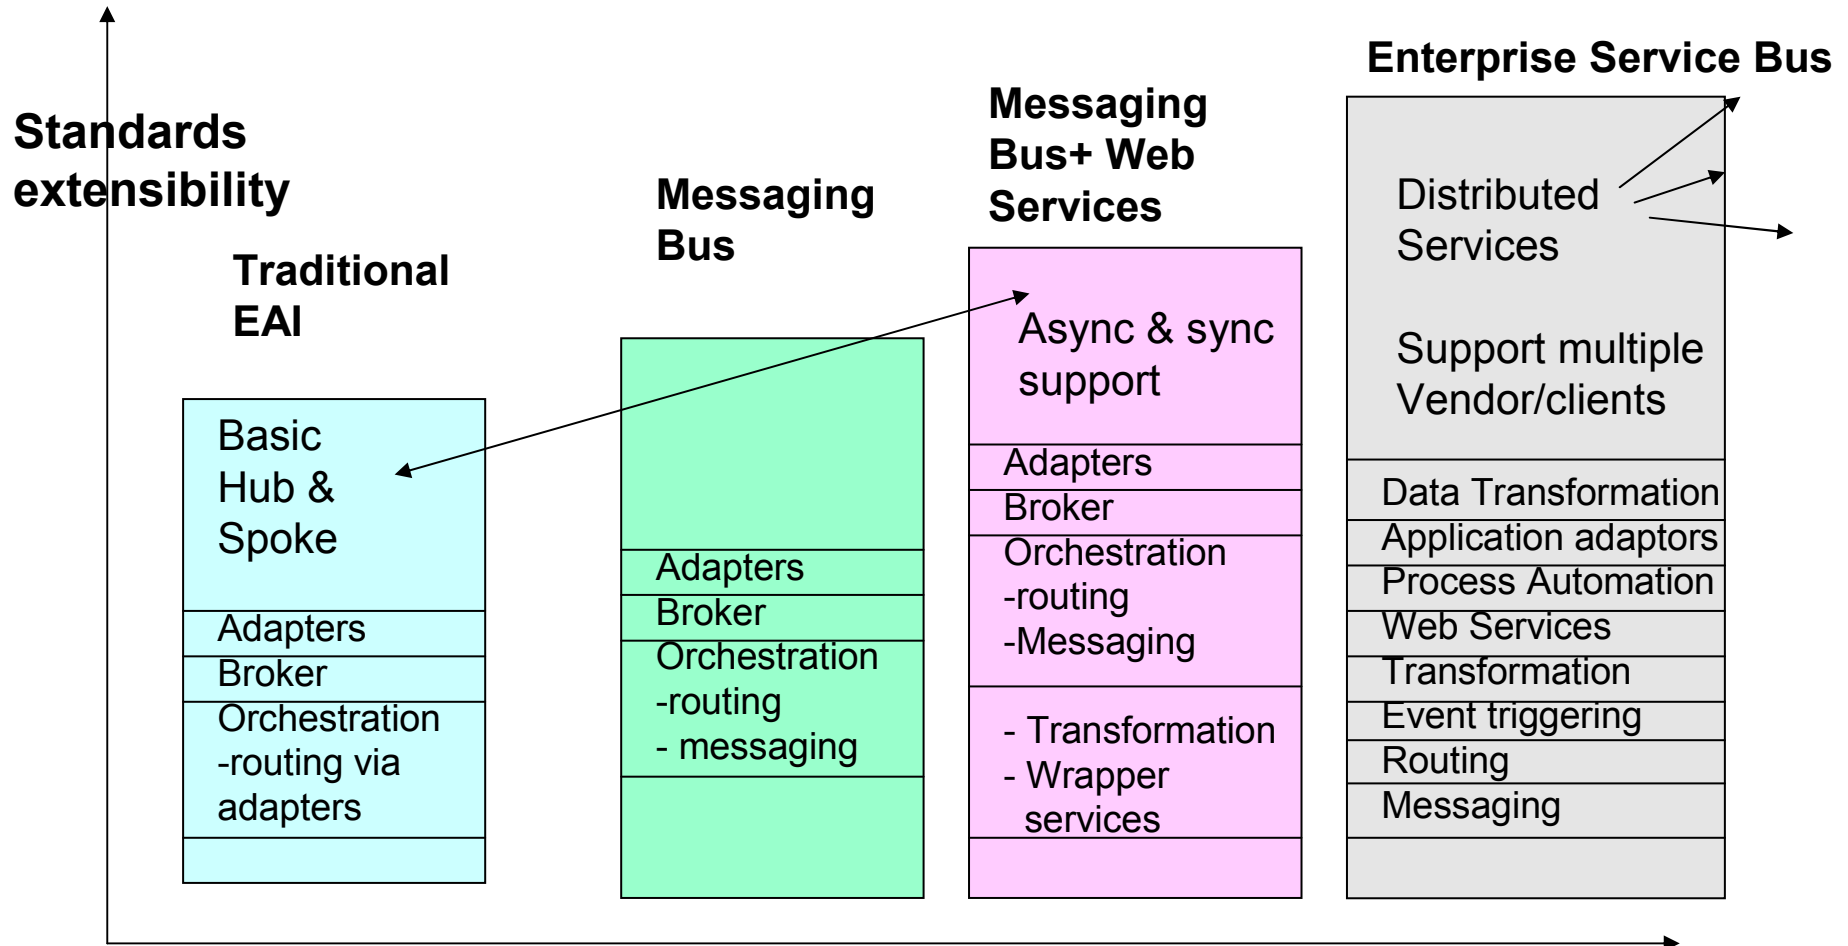 Standards
extensibility
Traditional
EAI
Basic
Hub &
Spoke
Adapters
Broker
Orchestration
-routing via
adapters
Messaging
Bus
Adapters
Broker
Orchestration
-routing
- messaging
Messaging
Bus+ Web
Services
Async & sync
support
Adapters
Broker
Orchestration
-routing
-Messaging
- Transformation
- Wrapper
services
Enterprise Service Bus
Distributed
Services
Support multiple
Vendor/clients
Data Transformation
Application adaptors
Process Automation
Web Services
Transformation
Event triggering
Routing
Messaging